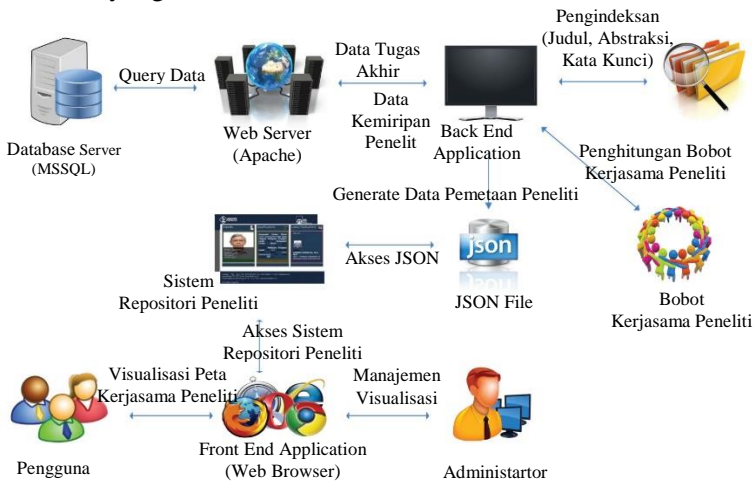 Pengindeksan
(Judul, Abstraksi,
Kata Kunci)
Data Tugas
Akhir
Query Data
Data
Kemiripan
Penelit
Web Server
(Apache)
Back End
Application
Database Server
(MSSQL)
Penghitungan Bobot
Kerjasama Peneliti
Generate Data Pemetaan Peneliti
json
Akses JSON
Sistem
Repositori Peneliti
JSON File
Bobot
Kerjasama Peneliti
Akses Sistem
Repositori Peneliti
Visualisasi Peta
Kerjasama Peneliti
Manajemen
Visualisasi
Front End Application
(Web Browser)
Pengguna
Administartor